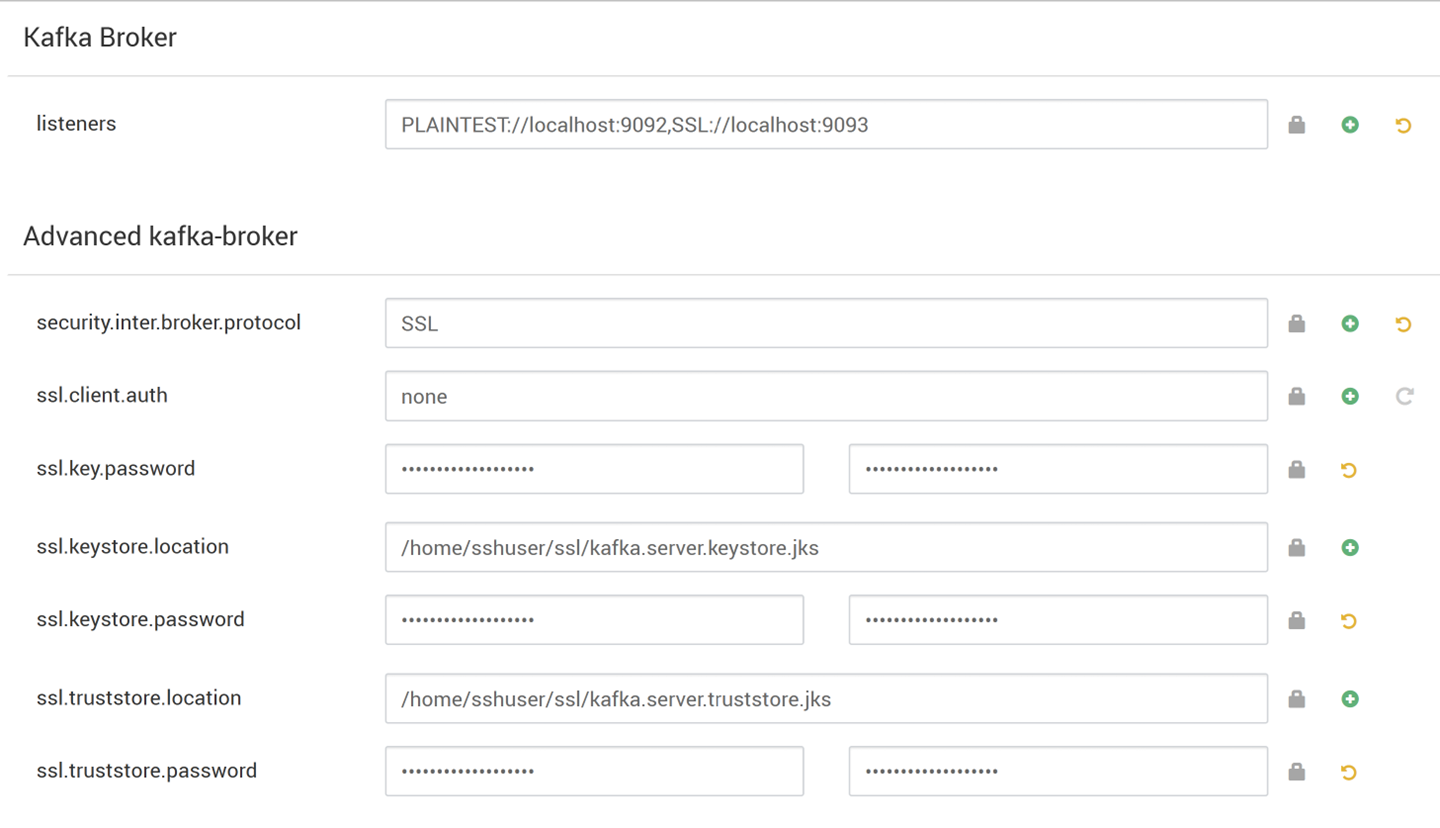 Kafka Broker
listeners
PLAINTEST://localhost:9092,SSL://localhost:9093
Advanced kafka-broker
security.inter.broker.protocol
SSL
ssl.client.auth
none
ssl.key.password
••••••••••••••••••• •••••••••••••••••••
ssl.keystore.location
/home/sshuser/ssl/kafka.server.keystore.jks
ssl.keystore.password
••••••••••••••••••• •••••••••••••••••••
ssl.truststore.location
/home/sshuser/ssl/kafka.server.truststore.jks
ssl.truststore.password
••••••••••••••••••• •••••••••••••••••••